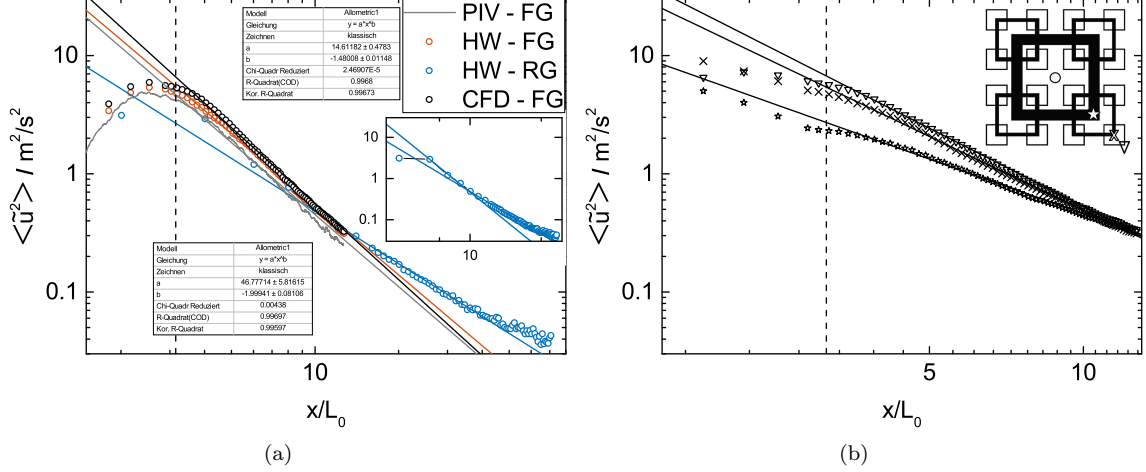 10
1
0.1
<ũ²> / m²/s²
Modell Allometric1
Gleichung y = a*x^b
Zeichnen klassisch
a 14.61182 ± 0.4783
b -1.48008 ± 0.01148
Chi-Quadr Reduziert 2.46907E-5
R-Quadrat(COD) 0.9968
Kor. R-Quadrat 0.99673
PIV - FG
HW - FG
HW - RG
CFD - FG
10
1
0.1
10
Modell Allometric1
Gleichung y = a*x^b
Zeichnen klassisch
a 46.77714 ± 5.81615
b -1.99941 ± 0.08106
Chi-Quadr Reduziert 0.00438
R-Quadrat(COD) 0.99697
Kor. R-Quadrat 0.99597
10
x/L₀
(a)
10
1
0.1
<ũ²> / m²/s²
5 10
x/L₀
(b)